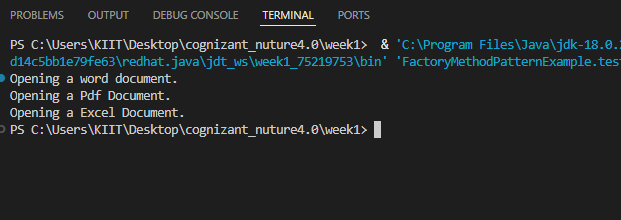 PROBLEMS OUTPUT DEBUG CONSOLE TERMINAL PORTS
PS C:\Users\KIIT\Desktop\cognizant_nuture4.0\week1> & 'C:\Program Files\Java\jdk-18.0.
d14c5bb1e79fe63\redhat.java\jdt_ws\week1_75219753\bin' 'FactoryMethodPatternExample.tes
Opening a word document.
Opening a Pdf Document.
Opening a Excel Document.
PS C:\Users\KIIT\Desktop\cognizant_nuture4.0\week1>